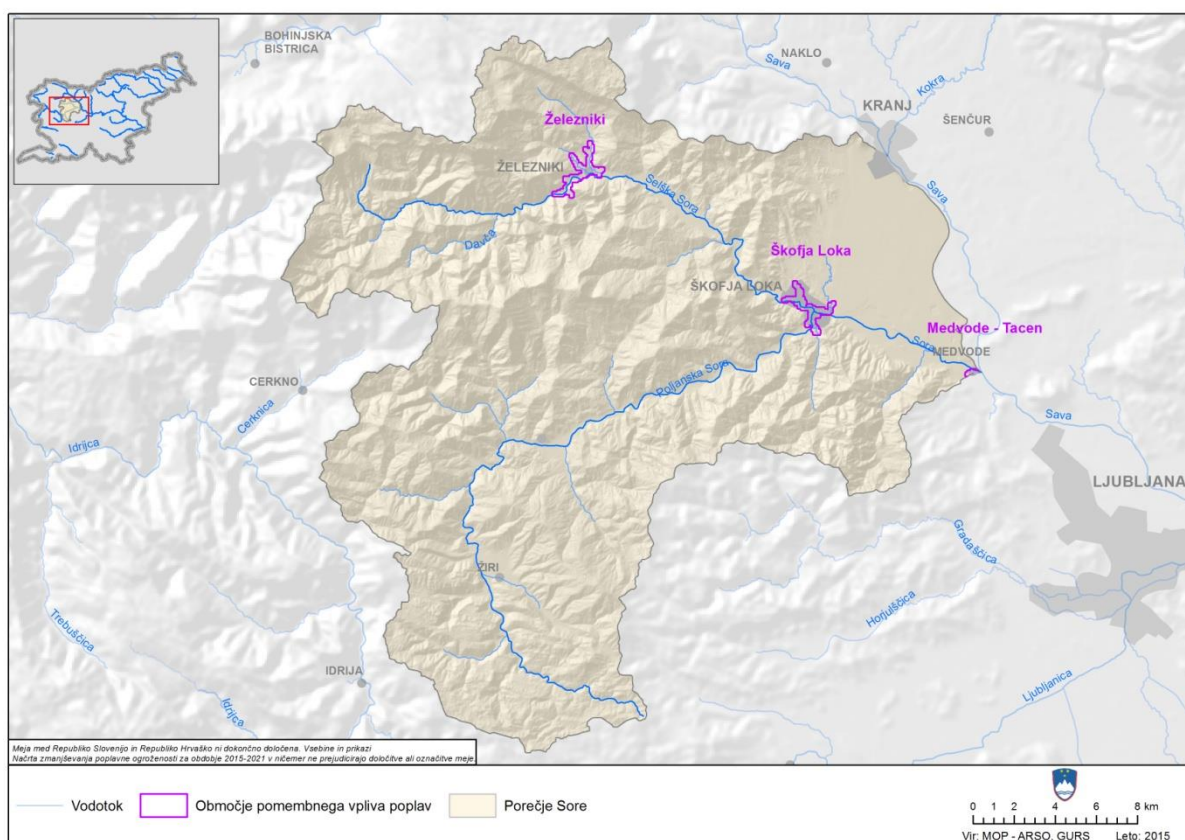 BOHINJSKA
BISTRICA
NAKLO
Sava
Kokra
KRANJ
ŠENČUR
Železniki
ŽELEZNIKI
Selška Sora
Sava
Davča
Škofja Loka
ŠKOFJA LOKA
Medvode - Tacen
Sora
MEDVODE
Poljanska Sora
CERKNO
Cerknica
Sava
Idrijca
LJUBLJANA
Gradaščica
ŽIRI
Horjulščica
Trebuščica
IDRIJA
Idrijca
Ljubljanica
Meja med Republiko Slovenijo in Republiko Hrvaško ni dokončno določena. Vsebine in prikazi
Načrta zmanjševanja poplavne ogroženosti za obdobje 2015-2021 v ničemer ne prejudicirajo določitve ali označitve meje.
Vodotok
Območje pomembnega vpliva poplav
Porečje Sore
0 1 2 4 6 8 km
Vir: MOP - ARSO, GURS Leto: 2015